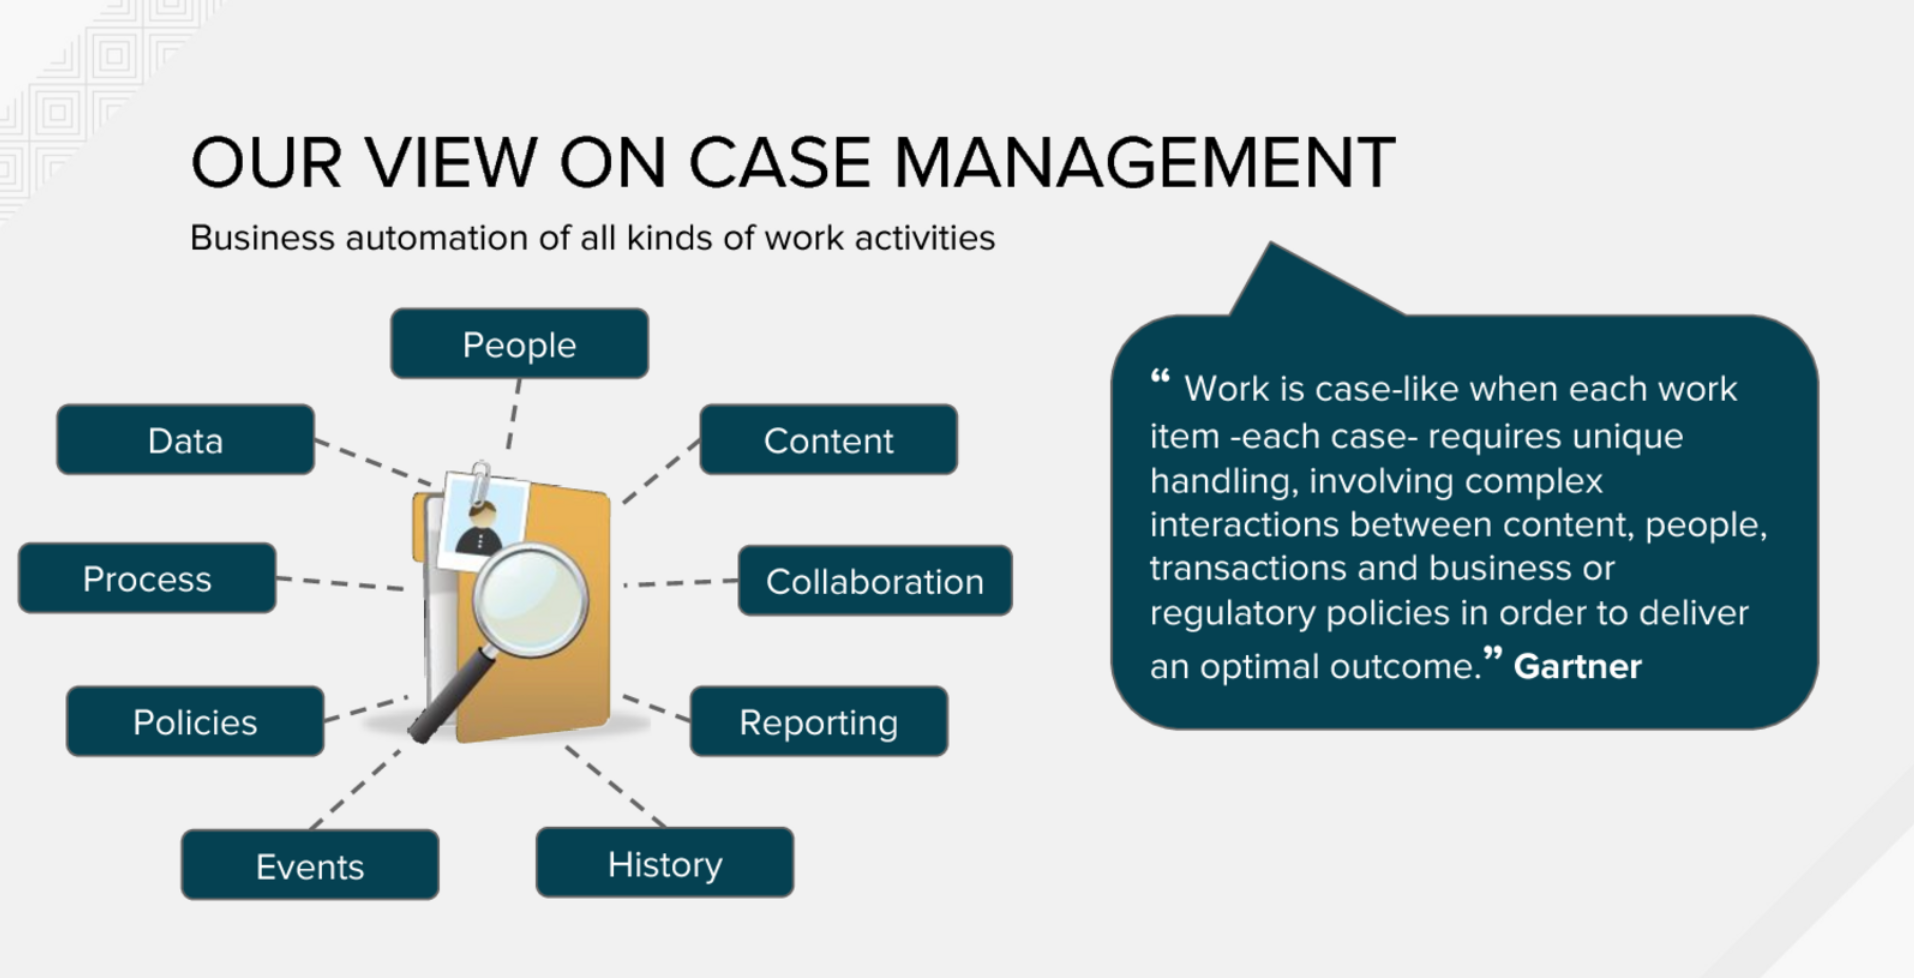 OUR VIEW ON CASE MANAGEMENT
Business automation of all kinds of work activities
People
Data
Content
Process
Collaboration
Policies
Reporting
Events
History
“ Work is case-like when each work
item -each case- requires unique
handling, involving complex
interactions between content, people,
transactions and business or
regulatory policies in order to deliver
an optimal outcome.” Gartner